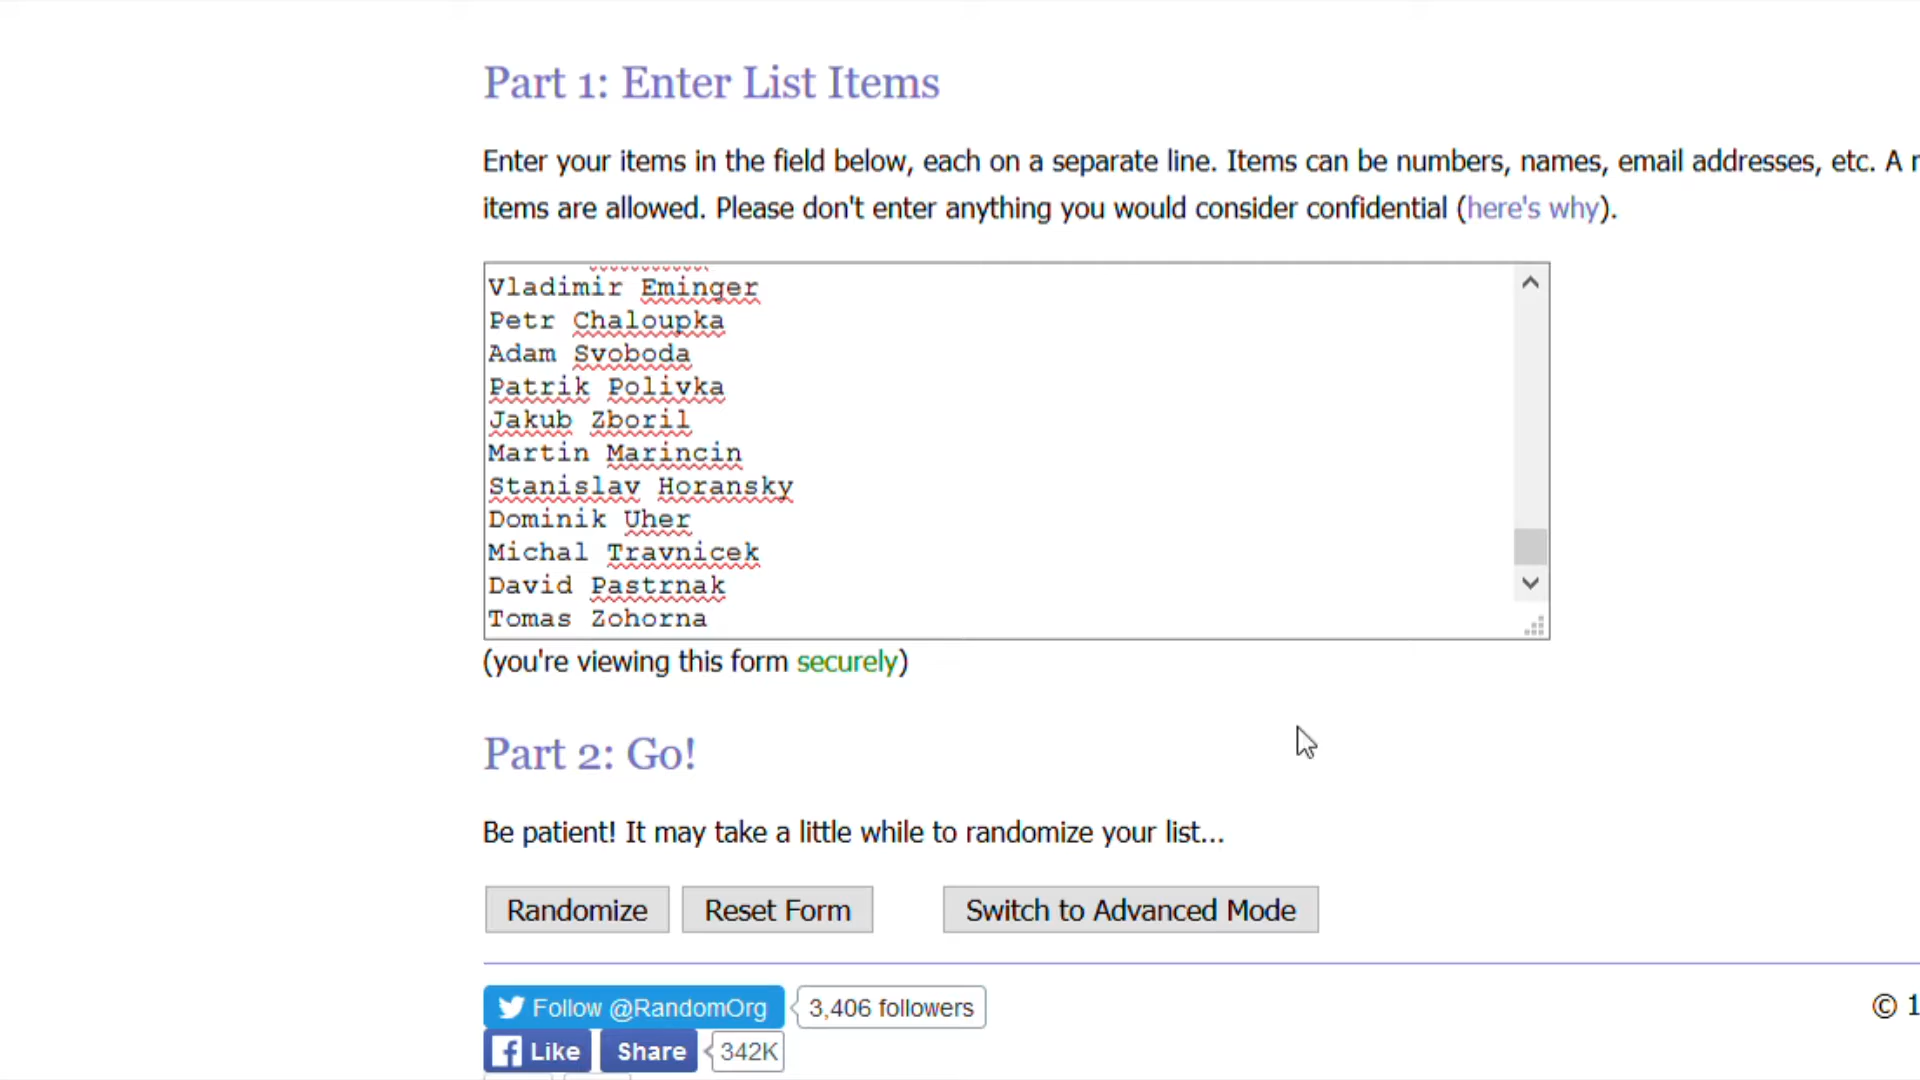 Part 1: Enter List Items
Enter your items in the field below, each on a separate line. Items can be numbers, names, email addresses, etc. A
items are allowed. Please don't enter anything you would consider confidential (here's why).
Vladimir Eminger
Petr Chaloupka
Adam Svoboda
Patrik Polivka
Jakub Zboril
Martin Marincin
Stanislav Horansky
Dominik Uher
Michal Travnicek
David Pastrnak
Tomas Zohorna
(you're viewing this form securely)
Part 2: Go!
Be patient! It may take a little while to randomize your list...
Randomize Reset Form Switch to Advanced Mode
Follow @RandomOrg 3,406 followers
© 1
Like Share 342K